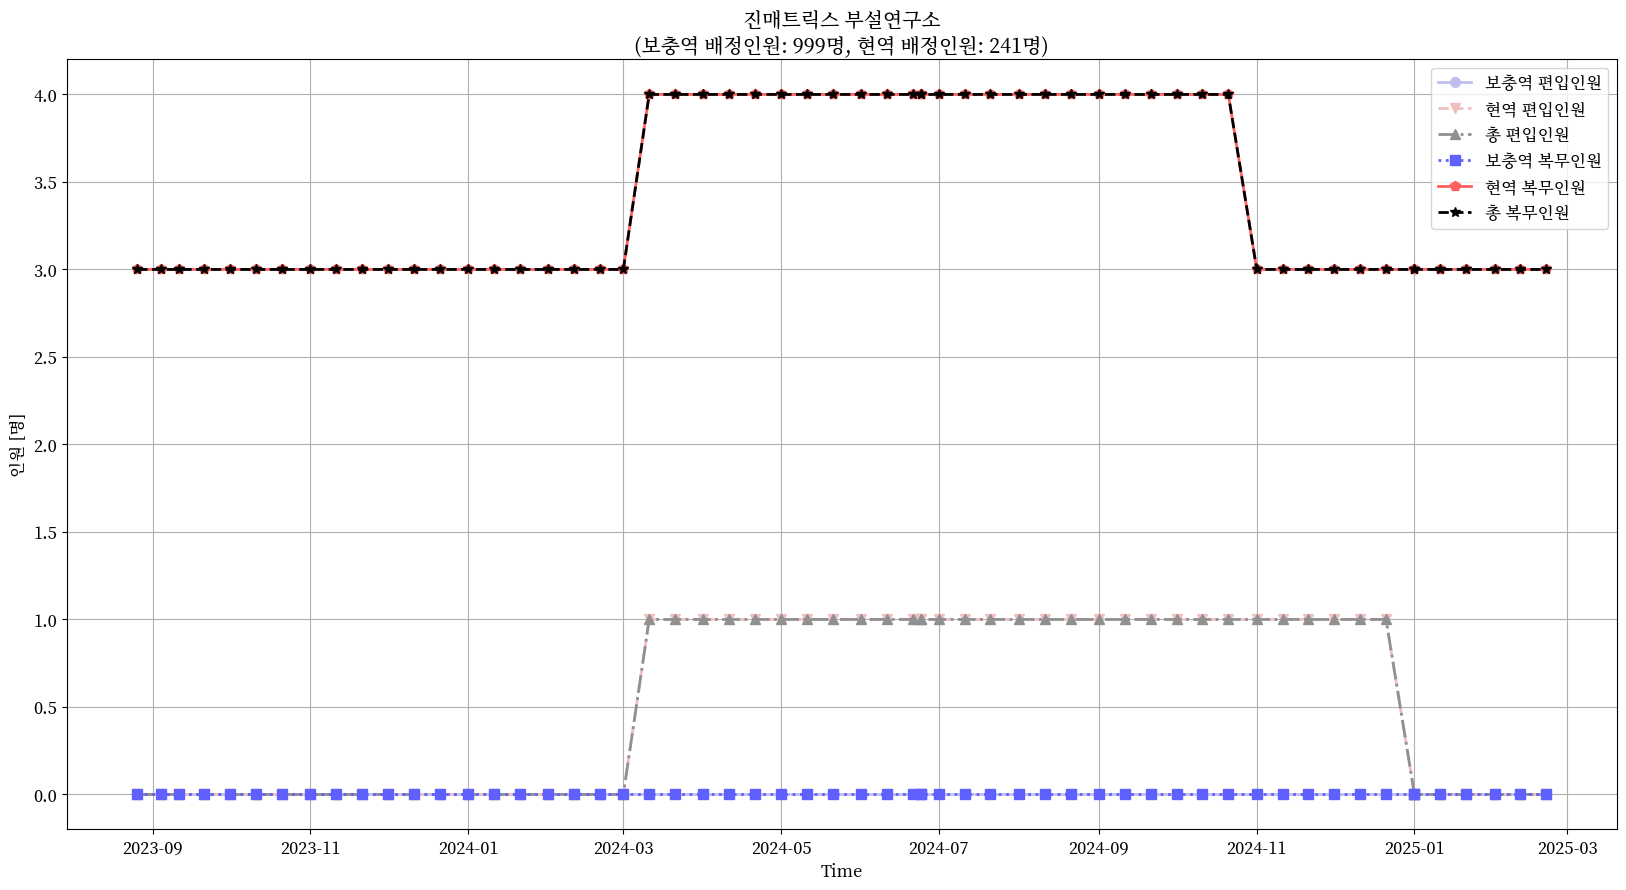 진매트릭스 부설연구소
(보충역 배정인원: 999명, 현역 배정인원: 241명)
보충역 편입인원
현역 편입인원
총 편입인원
보충역 복무인원
현역 복무인원
총 복무인원
인원 [명]
4.0
3.5
3.0
2.5
2.0
1.5
1.0
0.5
0.0
2023-09 2023-11 2024-01 2024-03 2024-05 2024-07 2024-09 2024-11 2025-01 2025-03
Time